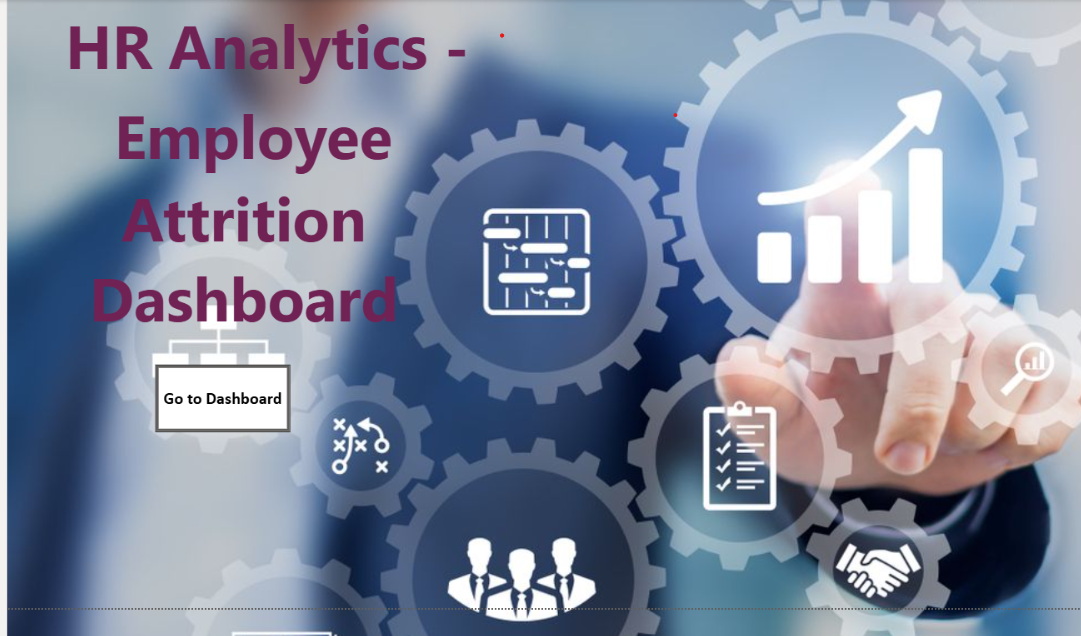 HR Analytics -
Employee
Attrition
Dashboard
Go to Dashboard